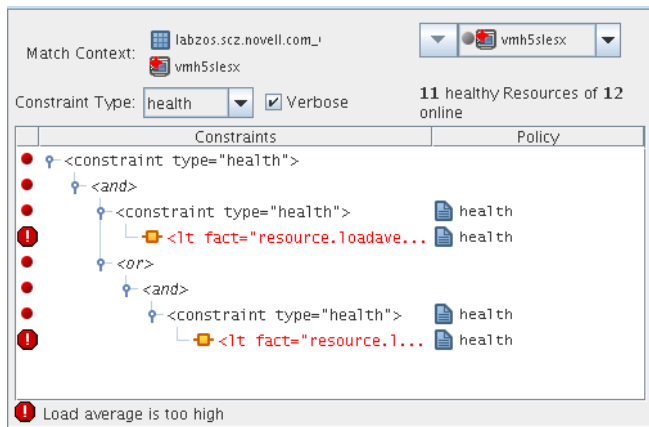 Match Context:
labzos.scz.novell.com_
vmh5slesx
vmh5slesx
Constraint Type:
health
Verbose
11 healthy Resources of 12
online
Constraints
Policy
<constraint type="health">
<and>
<constraint type="health"> health
<lt fact="resource.loadave... health
<or>
<and>
<constraint type="health"> health
<lt fact="resource.l... health
Load average is too high